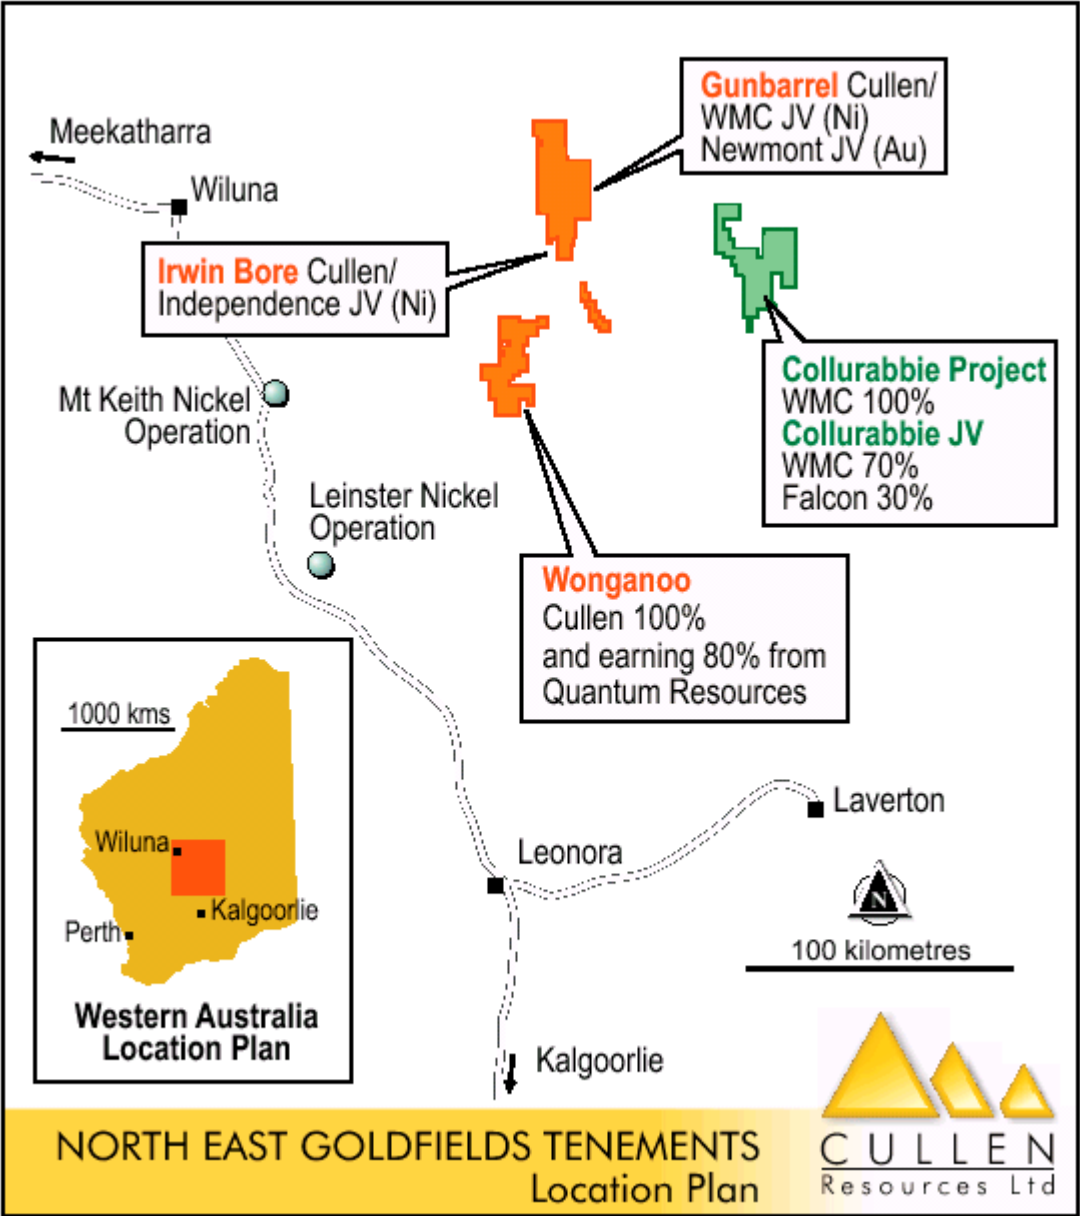 Gunbarrel Cullen/
WMC JV (Ni)
Newmont JV (Au)
Meekatharra
Wiluna
Irwin Bore Cullen/
Independence JV (Ni)
Collurabbie Project
WMC 100%
Collurabbie JV
WMC 70%
Falcon 30%
Mt Keith Nickel
Operation
Leinster Nickel
Operation
Wonganoo
Cullen 100%
and earning 80% from
Quantum Resources
1000 kms
Wiluna
Kalgoorlie
Perth
Western Australia
Location Plan
Laverton
Leonora
N
100 kilometres
Kalgoorlie
NORTH EAST GOLDFIELDS TENEMENTS
Location Plan
CULLEN
Resources Ltd